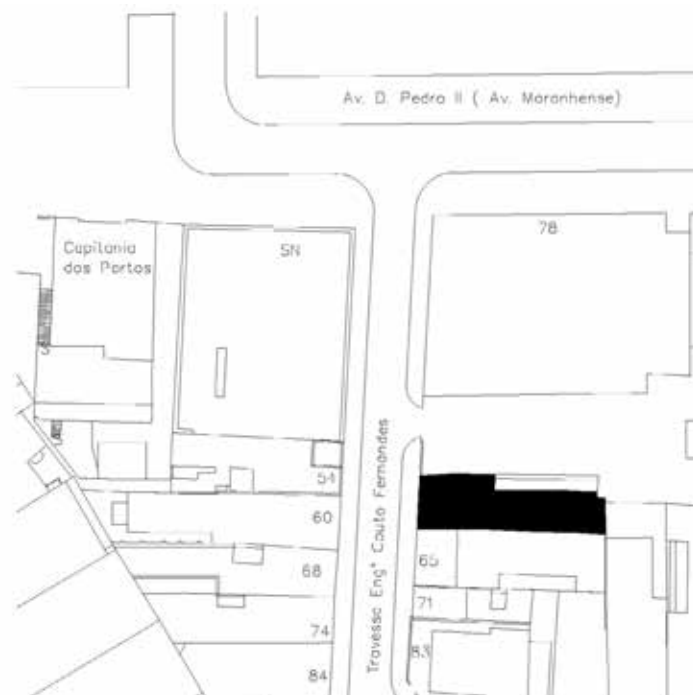 Av. D. Pedro II ( Av. Maranhense)
78
SN
Capitania
dos Portos
Travessa Engº Couto Fernandes
54
60
65
68
71
74
83
84